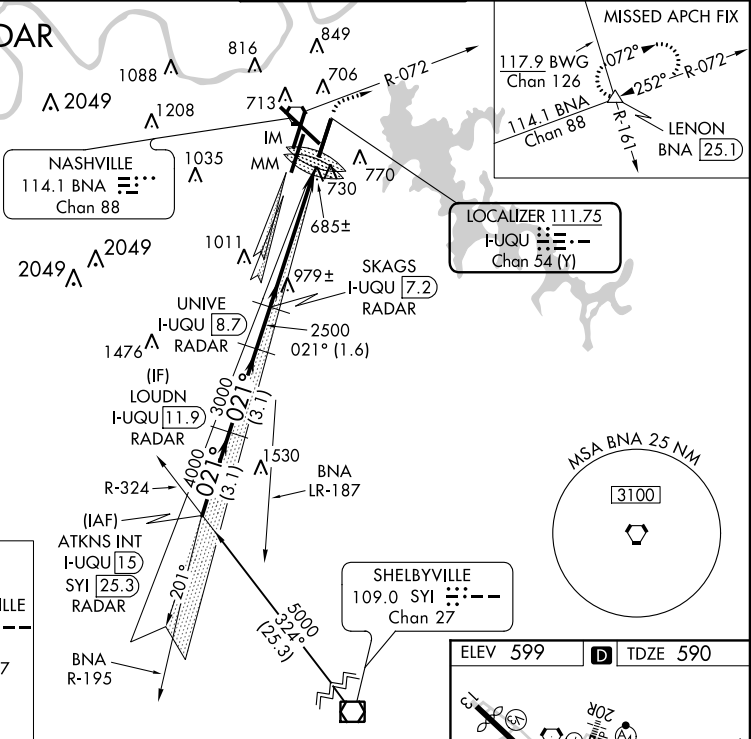 DAR
849
816
1088
706
713
2049
1208
R-072
IM
MM
1035
770
730
685±
NASHVILLE
114.1 BNA
Chan 88
MISSED APCH FIX
117.9 BWG
Chan 126
072°
252°
R-072
114.1 BNA
Chan 88
R-161
LENON
BNA 25.1
LOCALIZER 111.75
I-UQU
Chan 54 (Y)
2049
2049
1011
979±
SKAGS
I-UQU 7.2
RADAR
UNIVE
I-UQU 8.7
RADAR
2500
021° (1.6)
1476
(IF)
LOUDN
I-UQU 11.9
RADAR
3000
021°
(3.1)
4000
021°
(3.1)
1530
BNA
LR-187
R-324
(IAF)
ATKNS INT
I-UQU 15
SYI 25.3
RADAR
201°
BNA
R-195
5000
324°
(25.3)
SHELBYVILLE
109.0 SYI
Chan 27
MSA BNA 25 NM
3100
LLE
7
ELEV 599
D
TDZE 590
13
20R